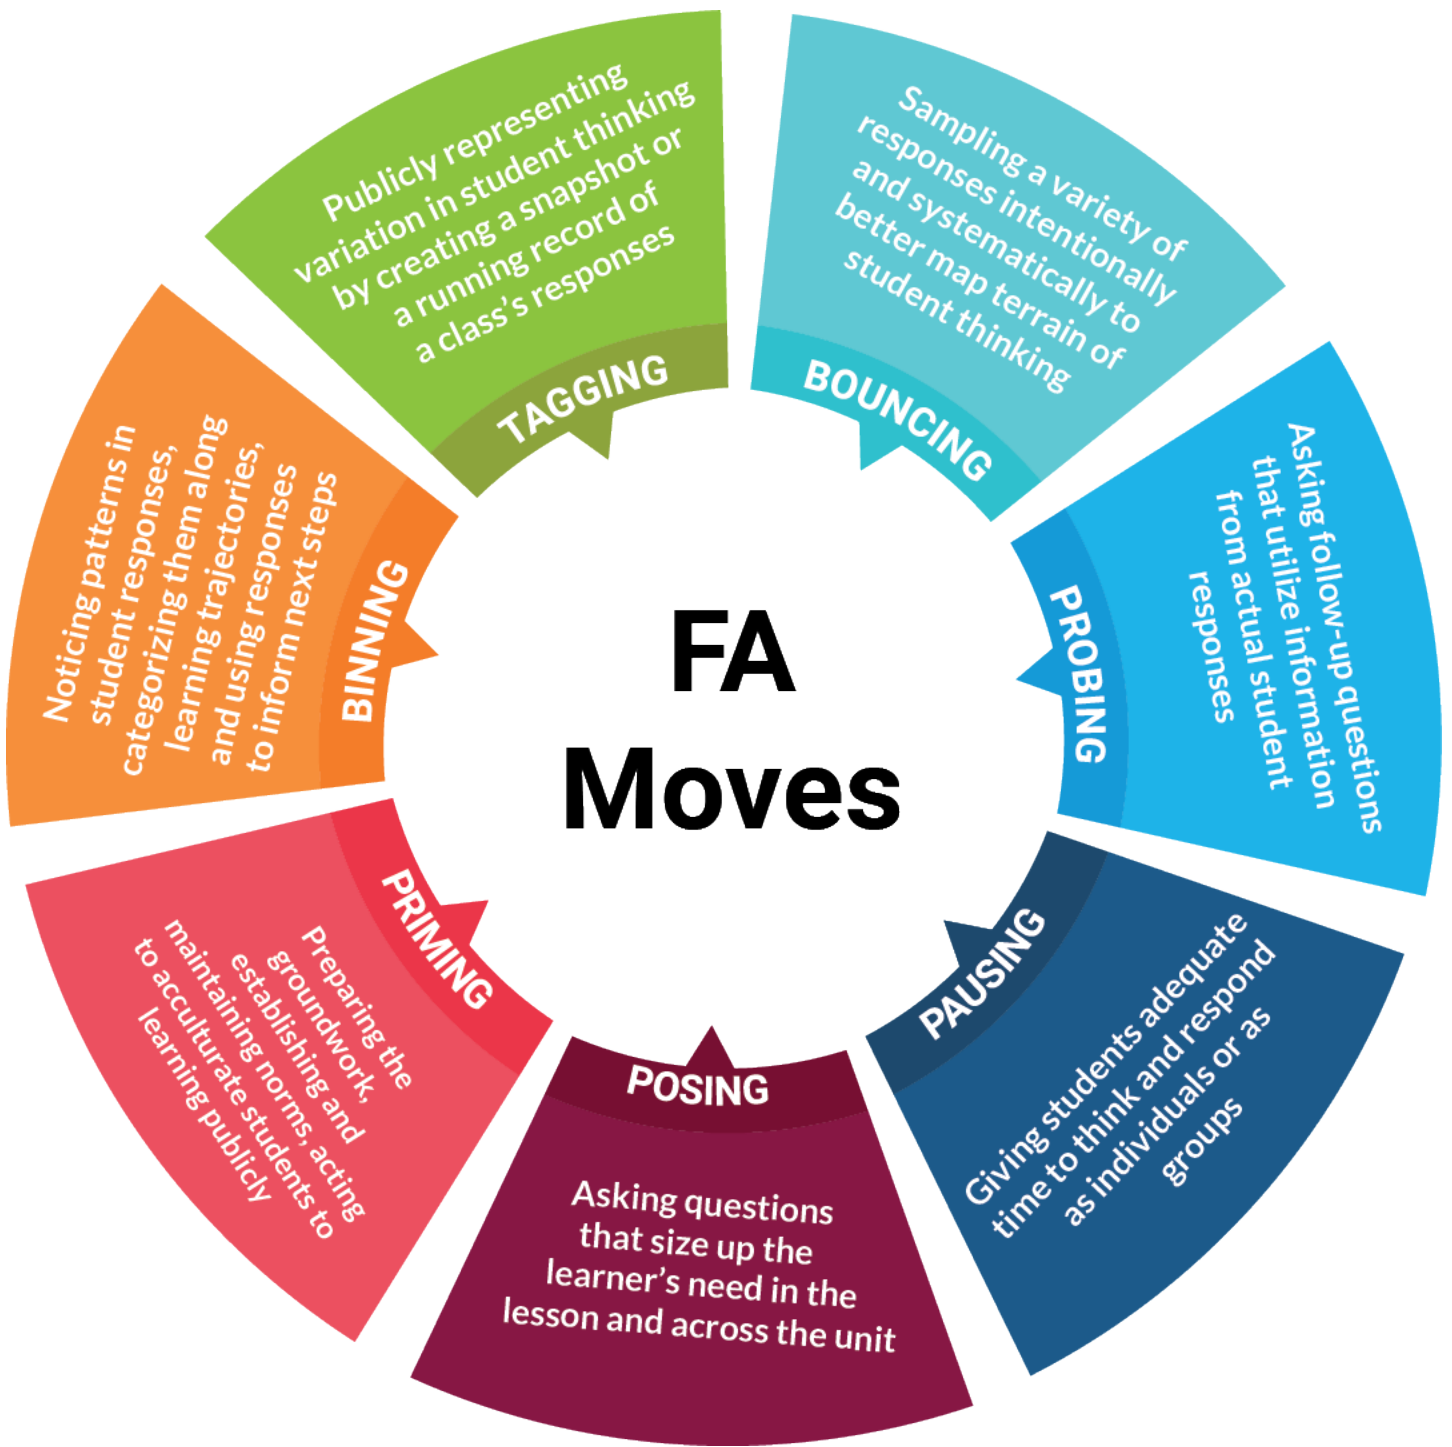 FA
Moves
TAGGING
Publicly representing
variation in student thinking
by creating a snapshot or
a running record of
a class's responses
BOUNCING
Sampling a variety of
responses intentionally
and systematically to
better map terrain of
student thinking
PROBING
Asking follow-up questions
that utilize information
from actual student
responses
PAUSING
Giving students adequate
time to think and respond
as individuals or as
groups
POSING
Asking questions
that size up the
learner's need in the
lesson and across the unit
PRIMING
Preparing the
groundwork,
establishing and
maintaining norms, acting
to acculturate students to
learning publicly
BINNING
Noticing patterns in
student responses,
categorizing them along
learning trajectories,
and using responses
to inform next steps